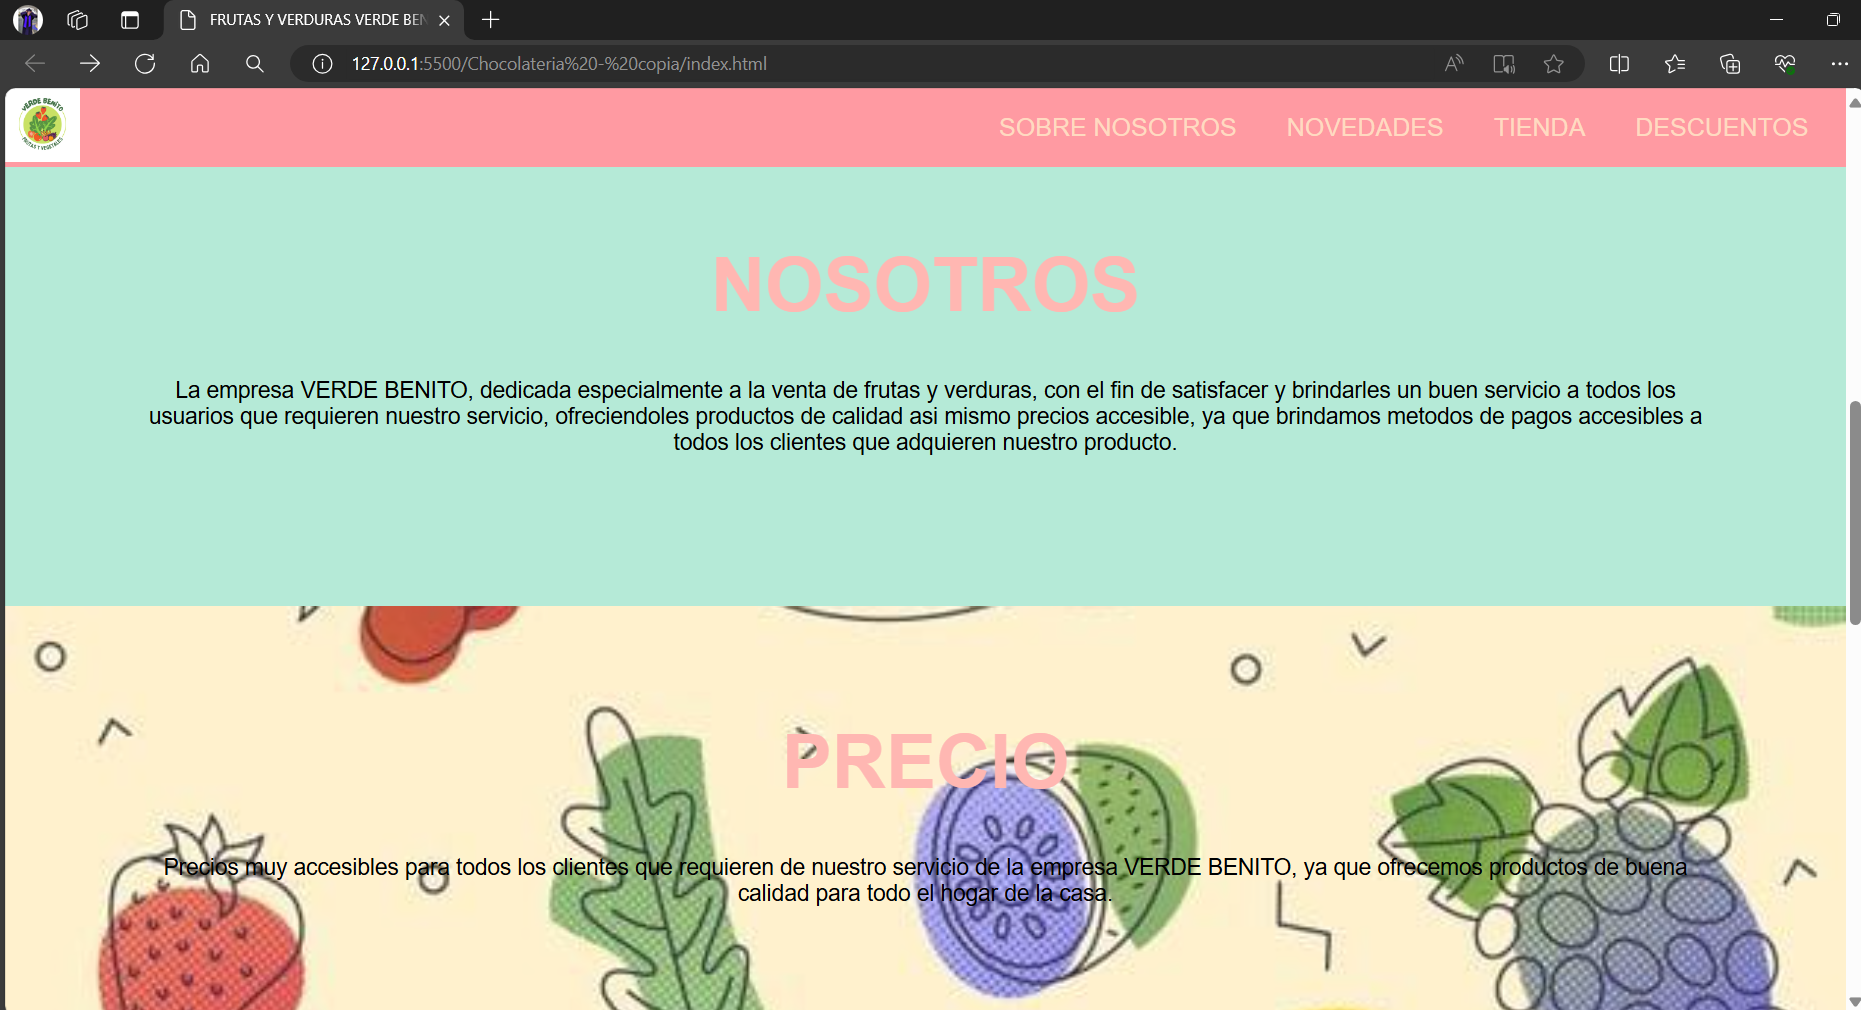 FRUTAS Y VERDURAS VERDE BEN
127.0.0.1:5500/Chocolateria%20-%20copia/index.html
VERDE BENITO
FRUTAS Y VEGETALES
SOBRE NOSOTROS NOVEDADES TIENDA DESCUENTOS
NOSOTROS
La empresa VERDE BENITO, dedicada especialmente a la venta de frutas y verduras, con el fin de satisfacer y brindarles un buen servicio a todos los
usuarios que requieren nuestro servicio, ofreciendoles productos de calidad asi mismo precios accesible, ya que brindamos metodos de pagos accesibles a
todos los clientes que adquieren nuestro producto.
PRECIO
Precios muy accesibles para todos los clientes que requieren de nuestro servicio de la empresa VERDE BENITO, ya que ofrecemos productos de buena
calidad para todo el hogar de la casa.